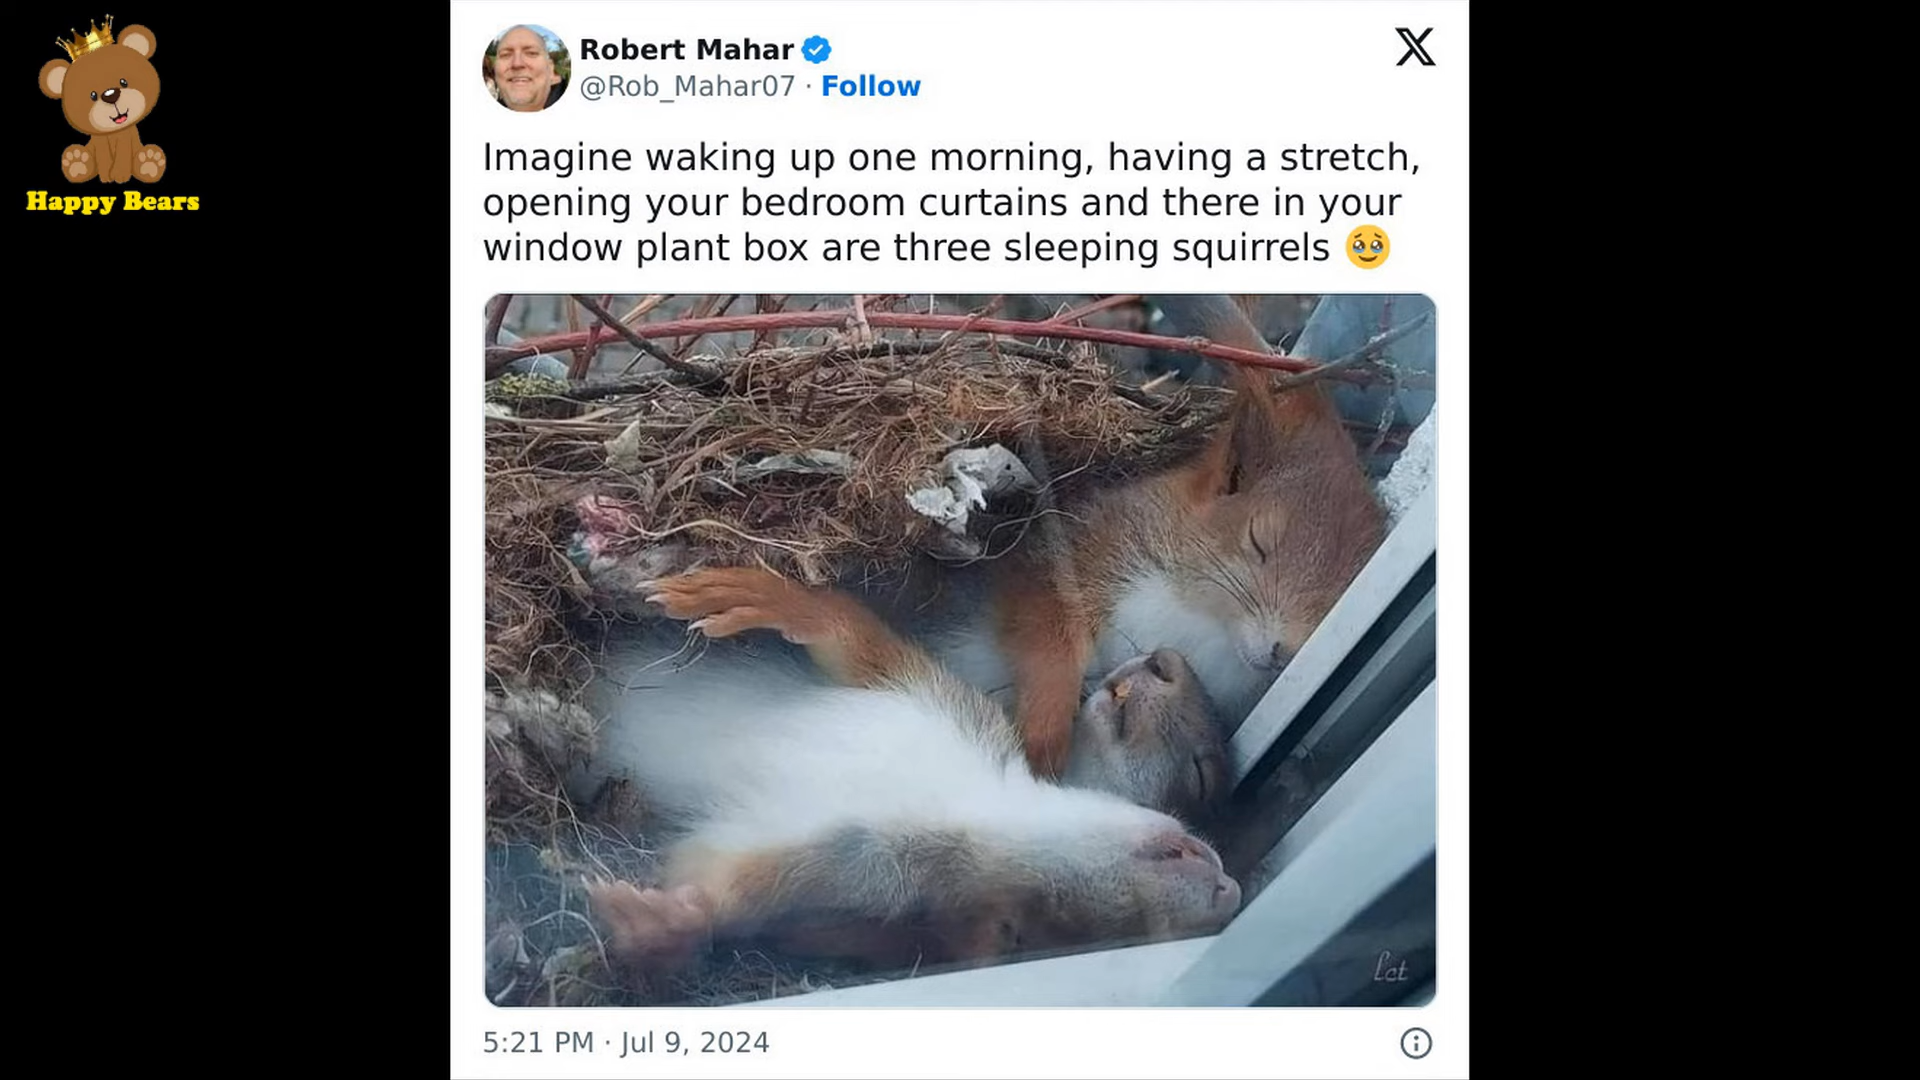 Happy Bears
Robert Mahar
@Rob_Mahar07 · Follow
Imagine waking up one morning, having a stretch,
opening your bedroom curtains and there in your
window plant box are three sleeping squirrels 🥹
Lct
5:21 PM · Jul 9, 2024